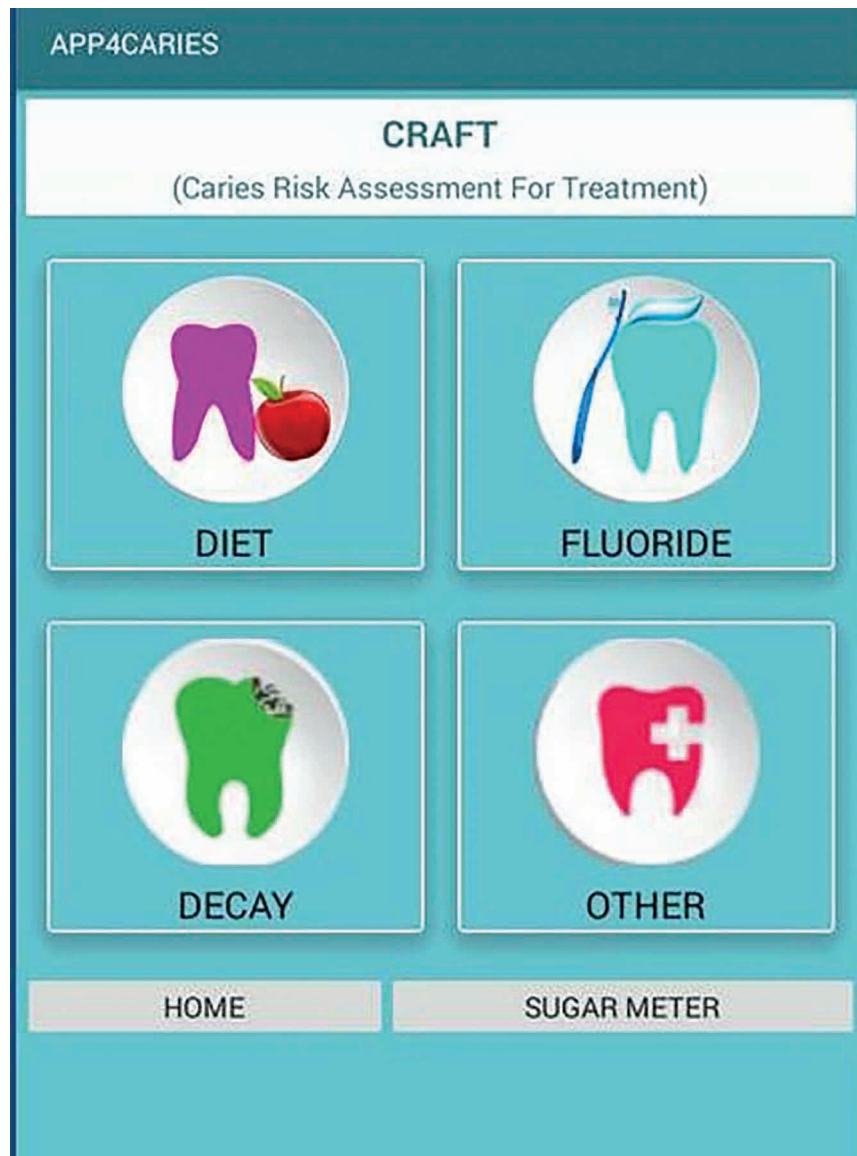 APP4CARIES
CRAFT
(Caries Risk Assessment For Treatment)
DIET
FLUORIDE
DECAY
OTHER
HOME
SUGAR METER